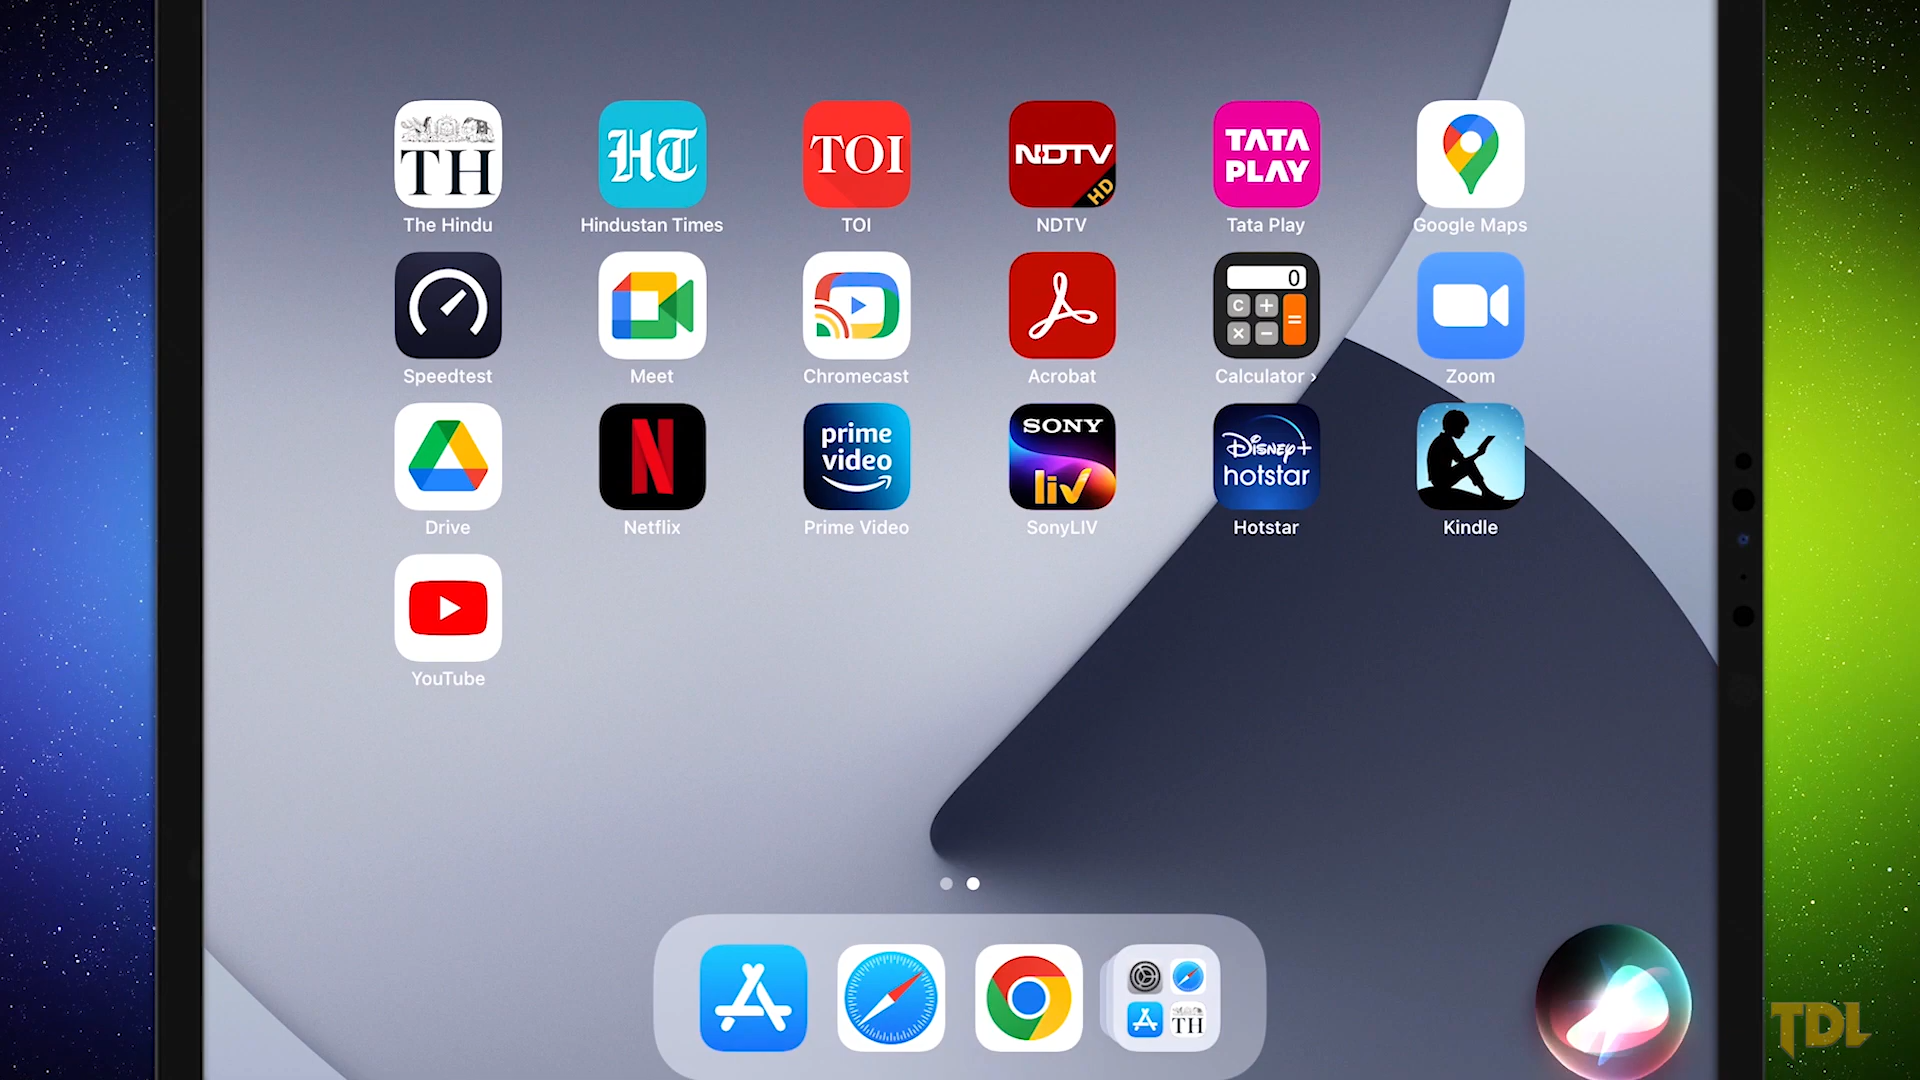 TH
HT
TOI
NDTV
HD
TATA
PLAY
The Hindu
Hindustan Times
TOI
NDTV
Tata Play
Google Maps
0
C +
=
× −
Speedtest
Meet
Chromecast
Acrobat
Calculator ›
Zoom
N
prime
video
SONY
liv
Disney+
hotstar
Drive
Netflix
Prime Video
SonyLIV
Hotstar
Kindle
YouTube
TH
TDL